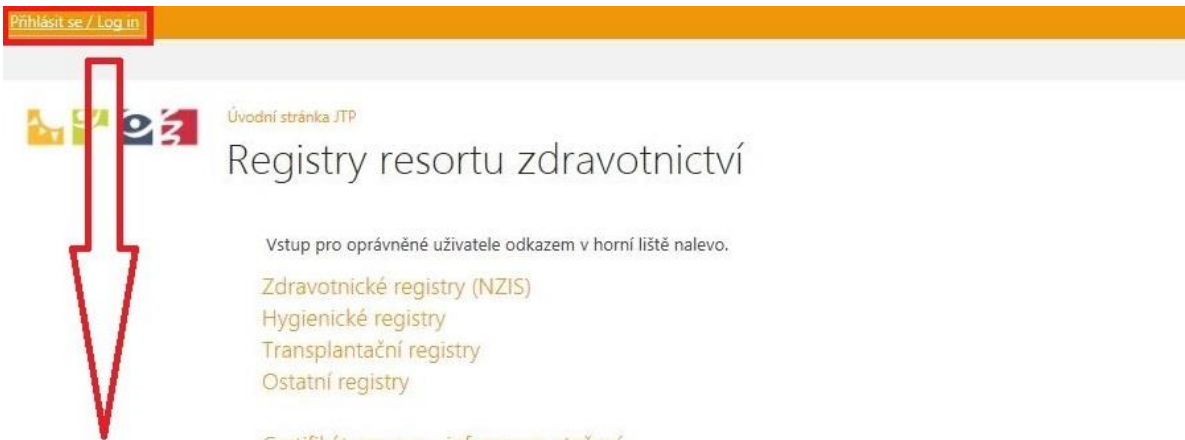 Přihlásit se / Log in
Úvodní stránka JTP
Registry resortu zdravotnictví
Vstup pro oprávněné uživatele odkazem v horní liště nalevo.
Zdravotnické registry (NZIS)
Hygienické registry
Transplantační registry
Ostatní registry